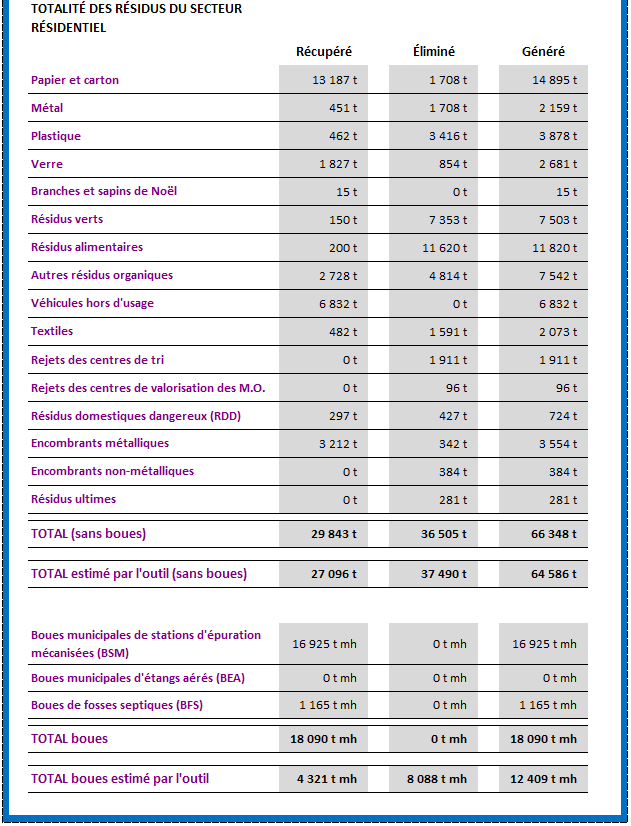 TOTALITÉ DES RÉSIDUS DU SECTEUR
RÉSIDENTIEL
Récupéré Éliminé Généré
Papier et carton 13 187 t 1 708 t 14 895 t
Métal 451 t 1 708 t 2 159 t
Plastique 462 t 3 416 t 3 878 t
Verre 1 827 t 854 t 2 681 t
Branches et sapins de Noël 15 t 0 t 15 t
Résidus verts 150 t 7 353 t 7 503 t
Résidus alimentaires 200 t 11 620 t 11 820 t
Autres résidus organiques 2 728 t 4 814 t 7 542 t
Véhicules hors d'usage 6 832 t 0 t 6 832 t
Textiles 482 t 1 591 t 2 073 t
Rejets des centres de tri 0 t 1 911 t 1 911 t
Rejets des centres de valorisation des M.O. 0 t 96 t 96 t
Résidus domestiques dangereux (RDD) 297 t 427 t 724 t
Encombrants métalliques 3 212 t 342 t 3 554 t
Encombrants non-métalliques 0 t 384 t 384 t
Résidus ultimes 0 t 281 t 281 t
TOTAL (sans boues) 29 843 t 36 505 t 66 348 t
TOTAL estimé par l'outil (sans boues) 27 096 t 37 490 t 64 586 t
Boues municipales de stations d'épuration
mécanisées (BSM) 16 925 t mh 0 t mh 16 925 t mh
Boues municipales d'étangs aérés (BEA) 0 t mh 0 t mh 0 t mh
Boues de fosses septiques (BFS) 1 165 t mh 0 t mh 1 165 t mh
TOTAL boues 18 090 t mh 0 t mh 18 090 t mh
TOTAL boues estimé par l'outil 4 321 t mh 8 088 t mh 12 409 t mh